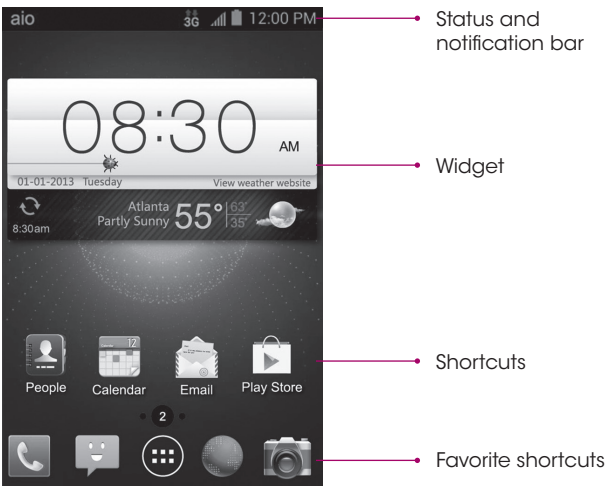 aio 3G 12:00 PM
Status and
notification bar
08:30 AM
Widget
01-01-2013 Tuesday View weather website
Atlanta
Partly Sunny 55° 63° 35°
8:30am
12
People Calendar Email Play Store
Shortcuts
2
Favorite shortcuts